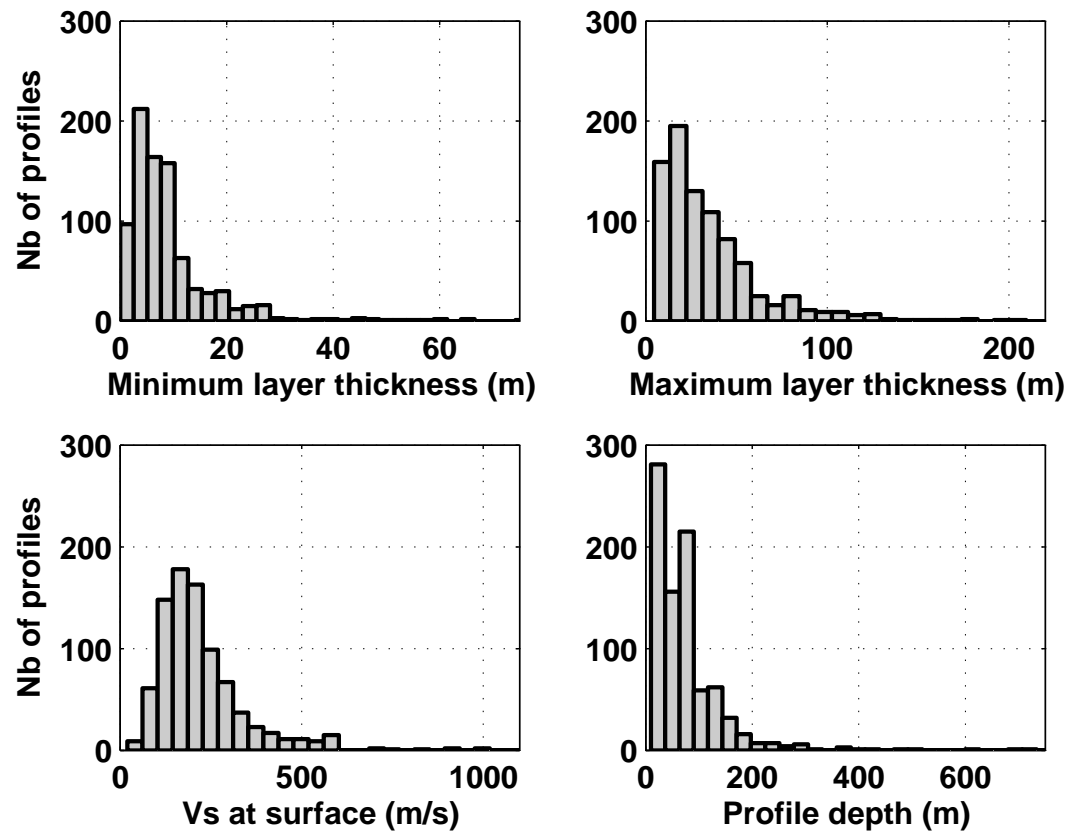 300
200
100
0
0 20 40 60
Nb of profiles
Minimum layer thickness (m)
300
200
100
0
0 100 200
Maximum layer thickness (m)
300
200
100
0
0 500 1000
Nb of profiles
Vs at surface (m/s)
300
200
100
0
0 200 400 600
Profile depth (m)